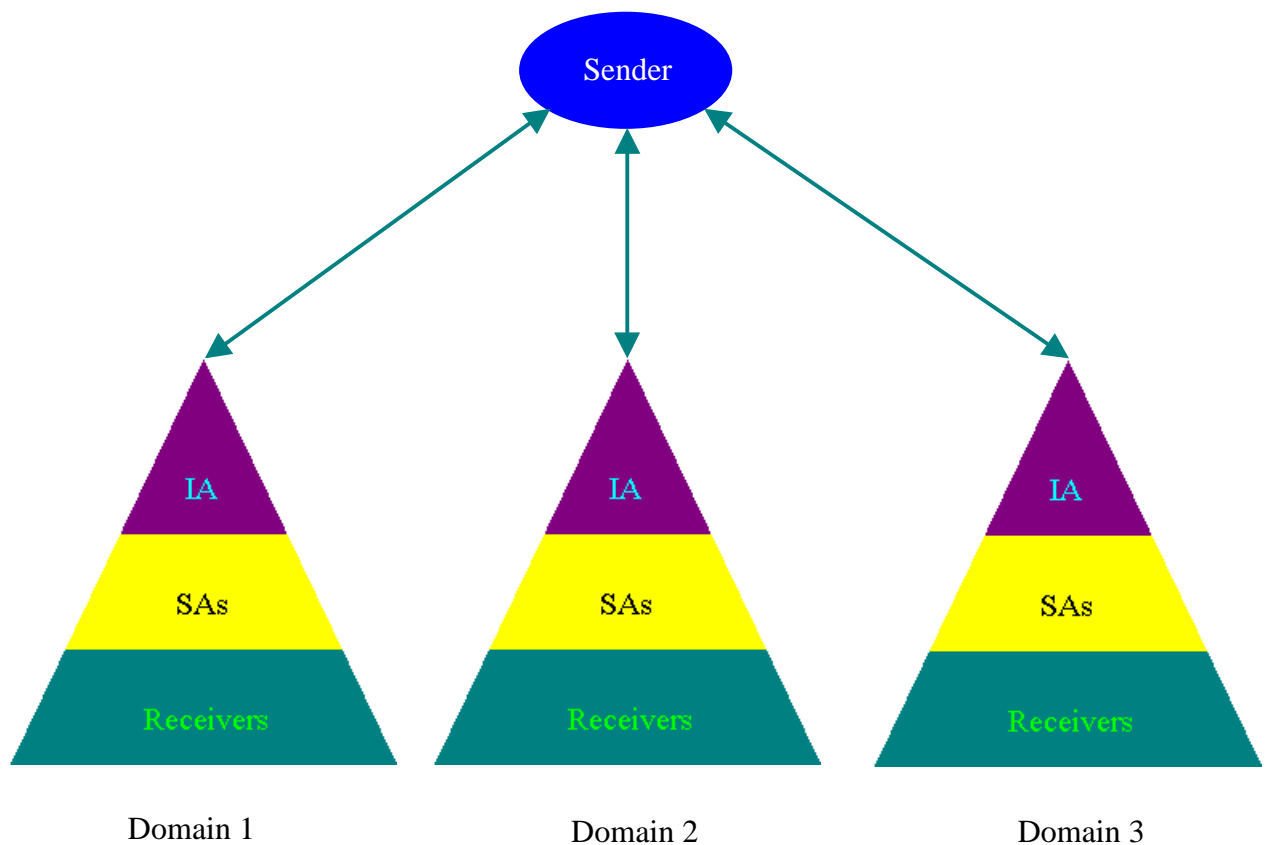 Sender
IA
IA
IA
SAs
SAs
SAs
Receivers
Receivers
Receivers
Domain 1
Domain 2
Domain 3